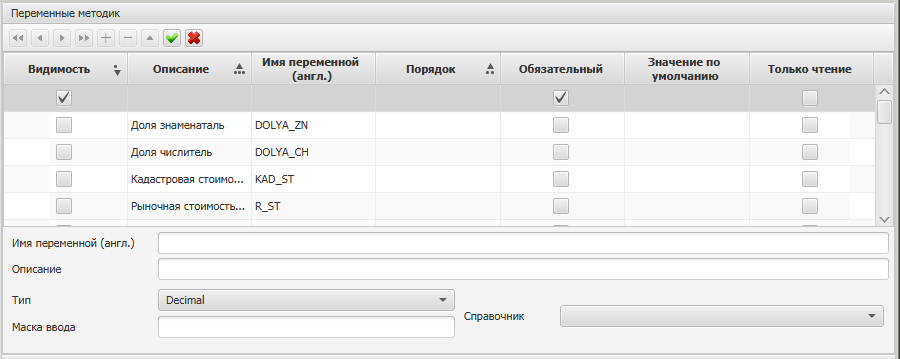 Переменные методик
Видимость Описание Имя переменной (англ.) Порядок Обязательный Значение по умолчанию Только чтение
Доля знаменаталь DOLYA_ZN
Доля числитель DOLYA_CH
Кадастровая стоимо... KAD_ST
Рыночная стоимость... R_ST
Имя переменной (англ.)
Описание
Тип Decimal
Справочник
Маска ввода